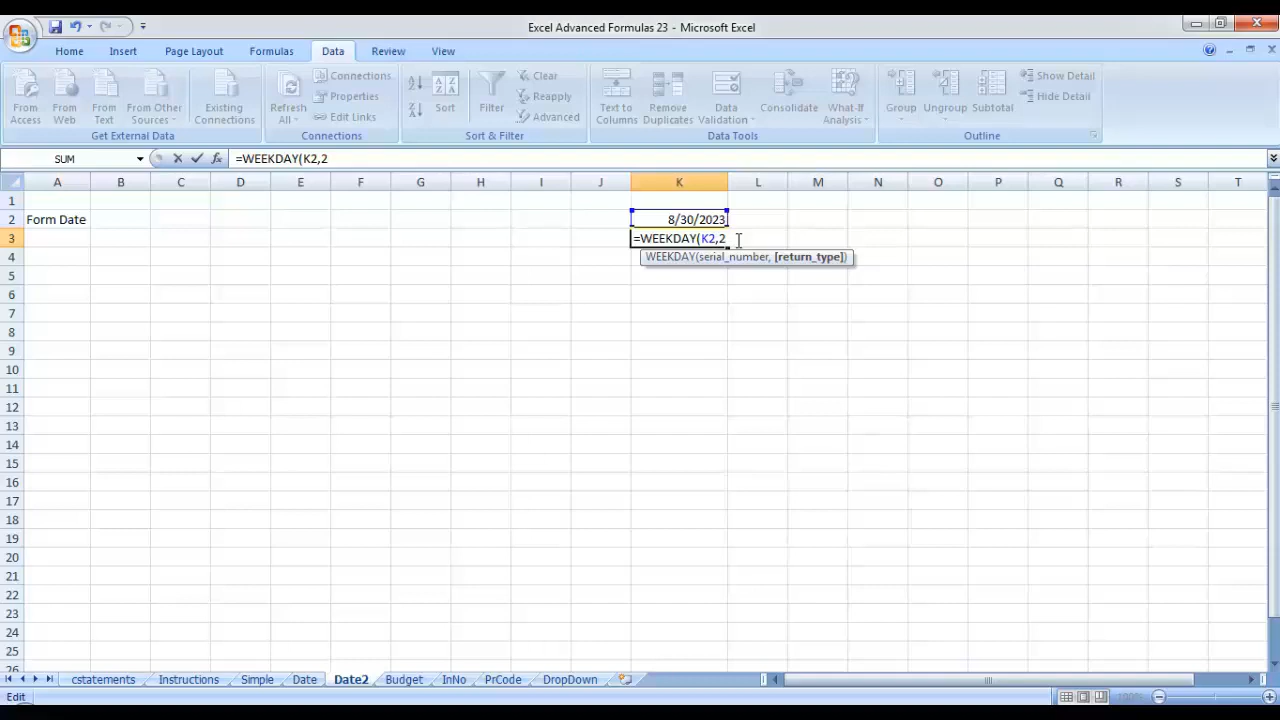 Excel Advanced Formulas 23 - Microsoft Excel
Home Insert Page Layout Formulas Data Review View
From Access
From Web
From Text
From Other Sources
Existing Connections
Get External Data
Refresh All
Connections
Properties
Edit Links
Connections
Sort
Filter
Clear
Reapply
Advanced
Sort & Filter
Text to Columns
Remove Duplicates
Data Validation
Consolidate
What-If Analysis
Data Tools
Group
Ungroup
Subtotal
Show Detail
Hide Detail
Outline
SUM =WEEKDAY(K2,2
A B C D E F G H I J K L M N O P Q R S T
1
2 Form Date 8/30/2023
3 =WEEKDAY(K2,2
4 WEEKDAY(serial_number, [return_type])
5
6
7
8
9
10
11
12
13
14
15
16
17
18
19
20
21
22
23
24
25
26
cstatements Instructions Simple Date Date2 Budget InNo PrCode DropDown
Edit 100%